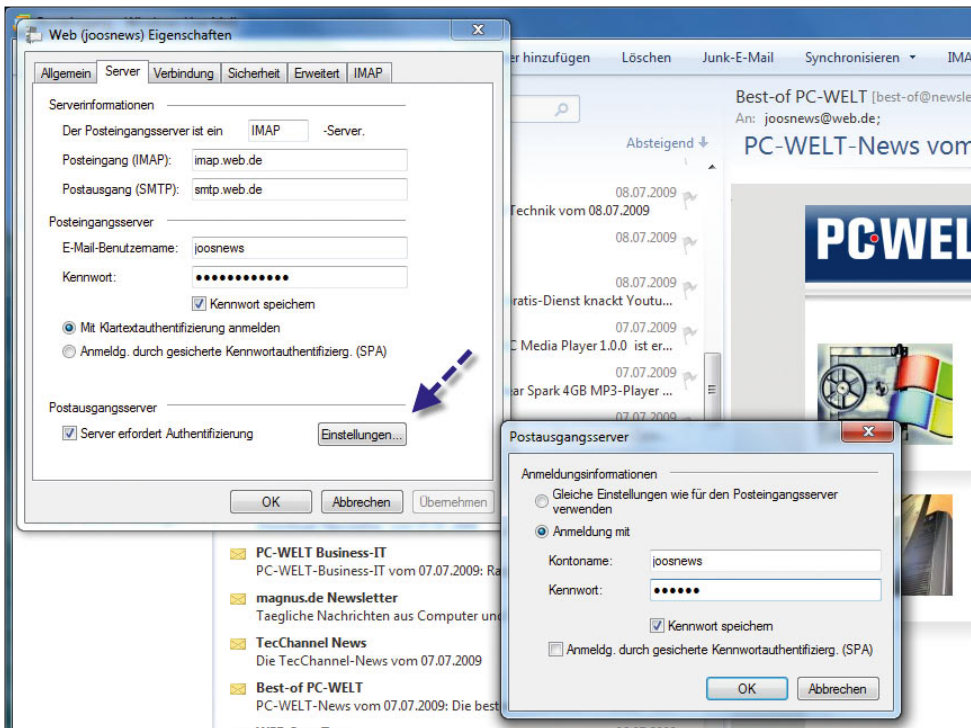 Web (joosnews) Eigenschaften
Allgemein Server Verbindung Sicherheit Erweitert IMAP
Serverinformationen
Der Posteingangsserver ist ein IMAP -Server.
Posteingang (IMAP): imap.web.de
Postausgang (SMTP): smtp.web.de
Posteingangsserver
E-Mail-Benutzername: joosnews
Kennwort: ••••••••••••
Kennwort speichern
Mit Klartextauthentifizierung anmelden
Anmeldg. durch gesicherte Kennwortauthentifizierg. (SPA)
Postausgangsserver
Server erfordert Authentifizierung Einstellungen...
OK Abbrechen Übernehmen
hinzufügen Löschen Junk-E-Mail Synchronisieren
Best-of PC-WELT [best-of@newsle
An: joosnews@web.de;
Absteigend
PC-WELT-News vom
08.07.2009
Technik vom 08.07.2009
08.07.2009
08.07.2009
ratis-Dienst knackt Youtu...
07.07.2009
C Media Player 1.0.0 ist er...
07.07.2009
ear Spark 4GB MP3-Player ...
07.07.2009
PC WEL
Postausgangsserver
Anmeldungsinformationen
Gleiche Einstellungen wie für den Posteingangsserver
verwenden
Anmeldung mit
Kontoname: joosnews
Kennwort: ••••••
Kennwort speichern
Anmeldg. durch gesicherte Kennwortauthentifizierg. (SPA)
OK Abbrechen
PC-WELT Business-IT
PC-WELT-Business-IT vom 07.07.2009: Ra
magnus.de Newsletter
Taegliche Nachrichten aus Computer und
TecChannel News
Die TecChannel-News vom 07.07.2009
Best-of PC-WELT
PC-WELT-News vom 07.07.2009: Die best